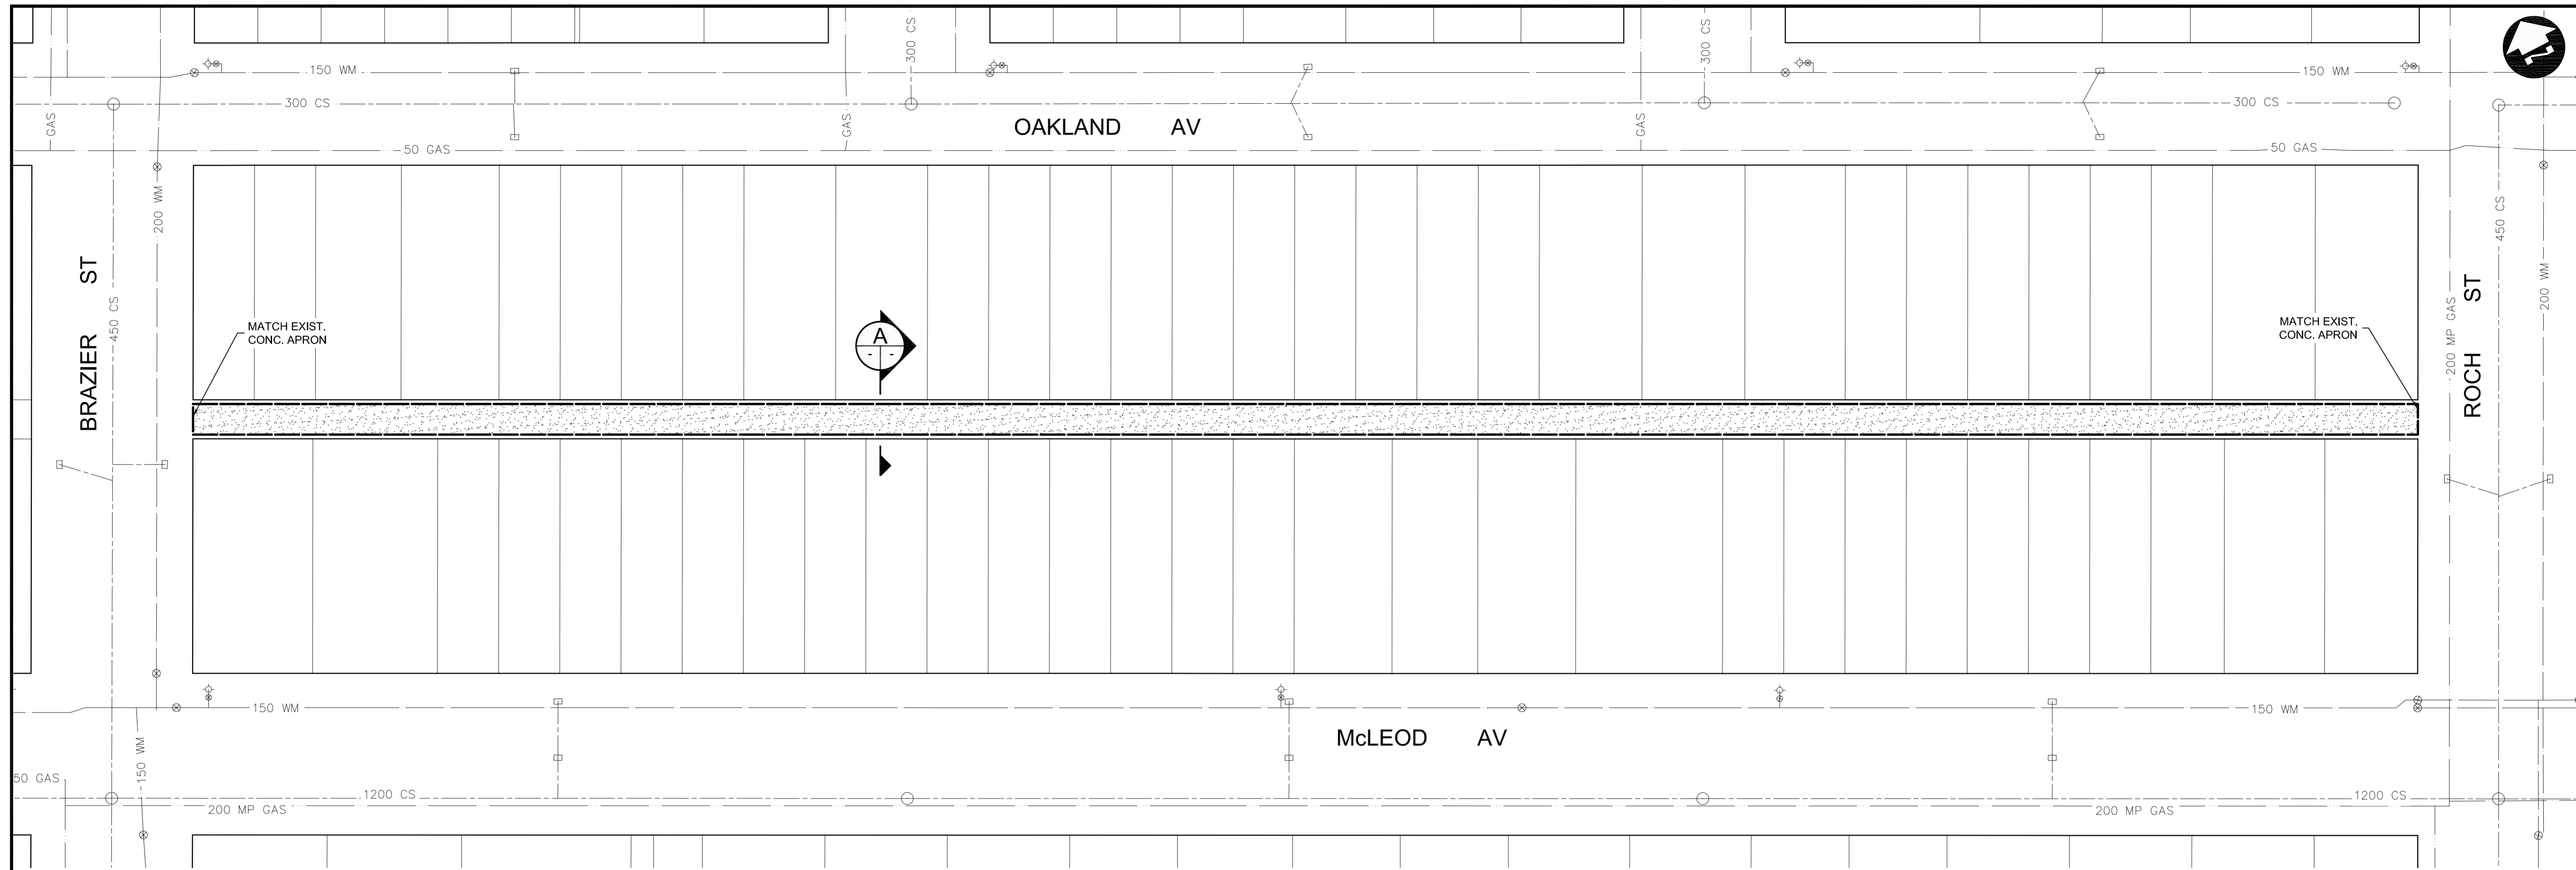 300 CS
300 CS
150 WM
150 WM
300 CS
300 CS
GAS
GAS
GAS
OAKLAND AV
50 GAS
50 GAS
200 WM
450 CS
200 WM
450 CS
200 MP GAS
BRAZIER ST
ROCH ST
MATCH EXIST.
CONC. APRON
A
- -
MATCH EXIST.
CONC. APRON
150 WM
150 WM
McLEOD AV
150 WM
50 GAS
1200 CS
1200 CS
200 MP GAS
200 MP GAS